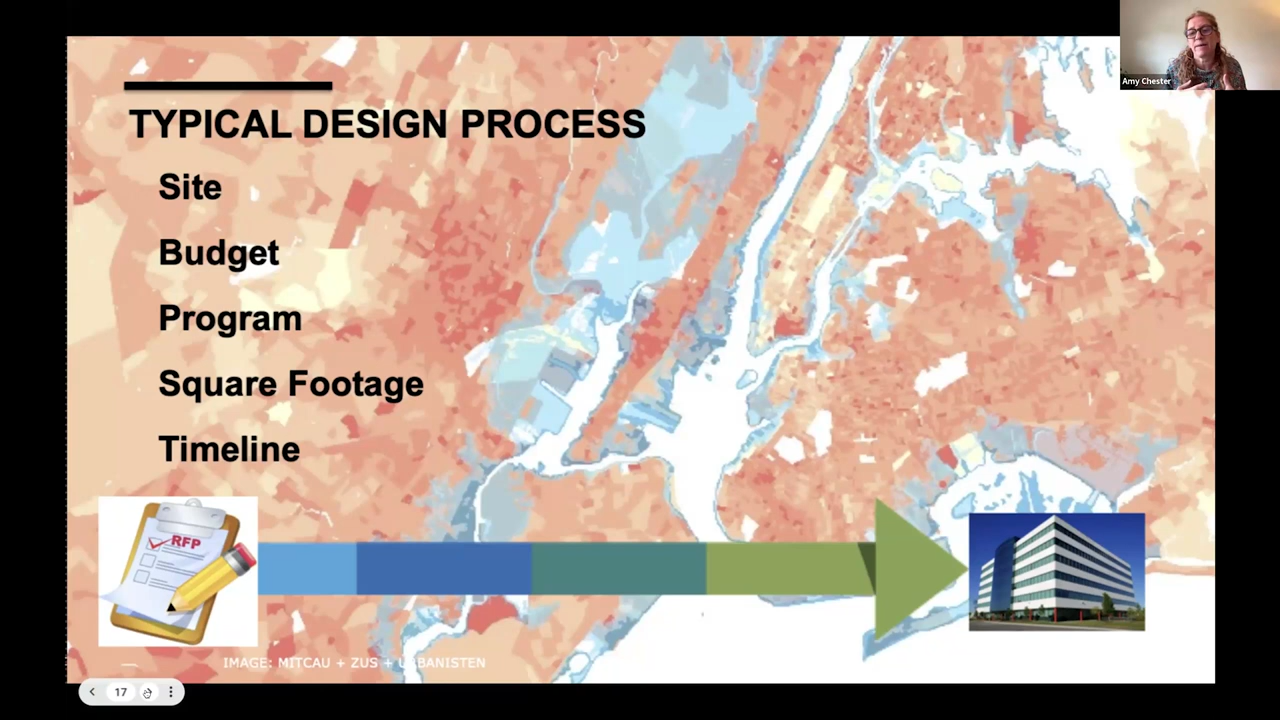 Amy Chester
TYPICAL DESIGN PROCESS
Site
Budget
Program
Square Footage
Timeline
RFP
IMAGE: MITCAU + ZUS + URBANISTEN
17